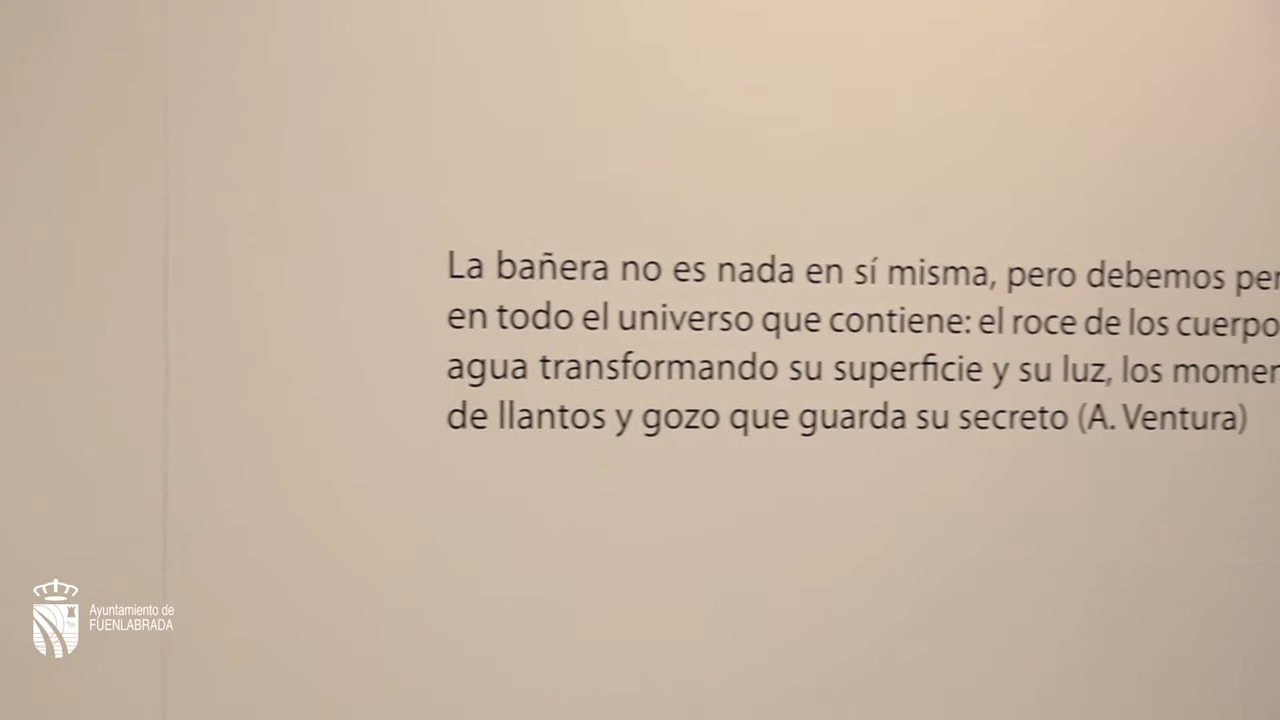 La bañera no es nada en sí misma, pero debemos
en todo el universo que contiene: el roce de los
agua transformando su superficie y su luz, los
de llantos y gozo que guarda su secreto (A. Ventura)
Ayuntamiento de
FUENLABRADA